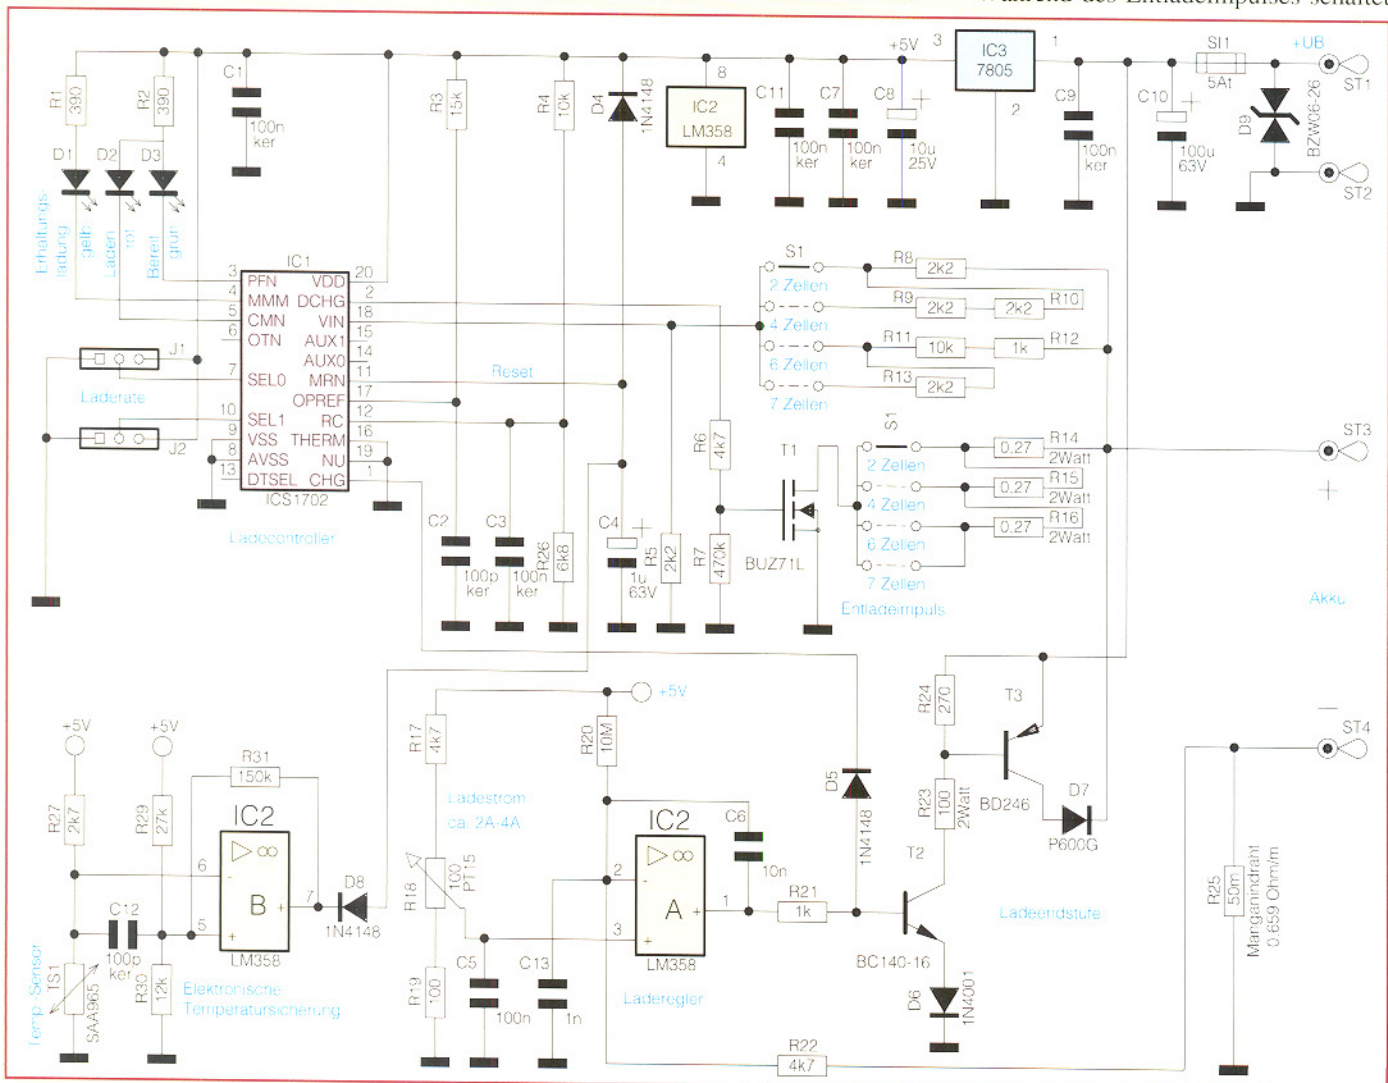 Während des Entladeimpulses schaltet
R1
390
R2
390
C1
100n
ker
D1
D2
D3
Erhaltungs-
ladung
gelb
Laden
rot
Bereit
grün
R3
15k
R4
10k
D4
1N4148
8
IC2
LM358
4
C11
100n
ker
C7
100n
ker
+5V
C8
+
10u
25V
3
IC3
7805
1
2
C9
100n
ker
C10
+
100u
63V
SI1
5At
+UB
ST1
D9
BZW06-26
ST2
IC1
3 PFN
4 MMM
5 CMN
6 OTN
7 SEL0
10 SEL1
9 VSS
8 AVSS
13 DTSEL
VDD 20
DCHG 2
VIN 18
AUX1 15
AUX0 14
MRN 11
OPREF 17
RC 12
THERM 16
NU 19
CHG 1
ICS1702
Ladecontroller
J1
Laderate
J2
Reset
S1
2 Zellen
4 Zellen
6 Zellen
7 Zellen
R8
2k2
R9
2k2
2k2
R10
R11
10k
1k
R12
R13
2k2
R6
4k7
R7
470k
T1
BUZ71L
S1
2 Zellen
4 Zellen
6 Zellen
7 Zellen
Entladeimpuls
0.27
R14
2Watt
0.27
R15
2Watt
0.27
R16
2Watt
ST3
+
Akku
−
ST4
C2
100p
ker
C3
100n
ker
R26
6k8
C4
+
1u
63V
R5
2k2
+5V
+5V
R27
2k7
R29
27k
R31
150k
IC2
6
-
B
5
+
+
7
LM358
D8
1N4148
C12
100p
ker
Temp. Sensor
TS1
SAA965
R30
12k
Elektronische
Temperatursicherung
+5V
R17
4k7
Ladestrom
ca. 2A-4A
R18
100
PT15
R19
100
C5
100n
C13
1n
R20
10M
IC2
2
-
A
3
+
+
1
LM358
Laderegler
C6
10n
R21
1k
D5
1N4148
T2
BC140-16
D6
1N4001
R24
270
R23
100
2Watt
T3
BD246
D7
P600G
Ladeendstufe
R22
4k7
R25
50m
Manganindraht
0.659 Ohm/m